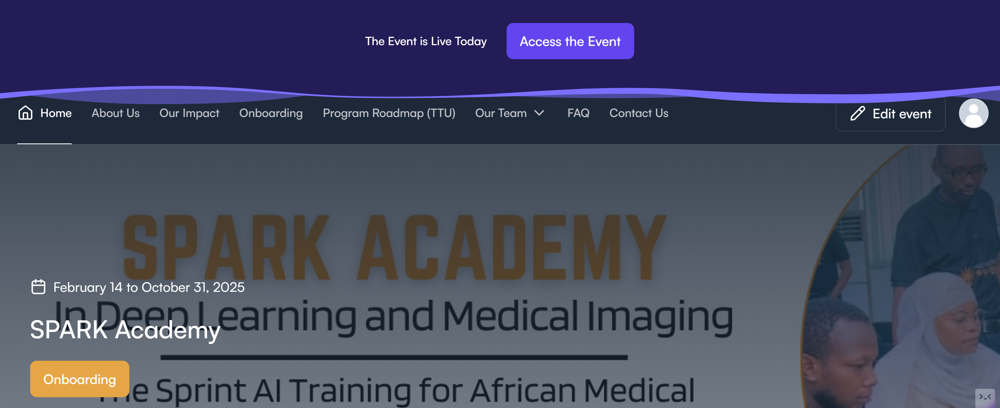 The Event is Live Today
Access the Event
Home
About Us
Our Impact
Onboarding
Program Roadmap (TTU)
Our Team
FAQ
Contact Us
Edit event
SPARK ACADEMY
February 14 to October 31, 2025
In Deep Learning and Medical Imaging
SPARK Academy
Onboarding
The Sprint AI Training for African Medical